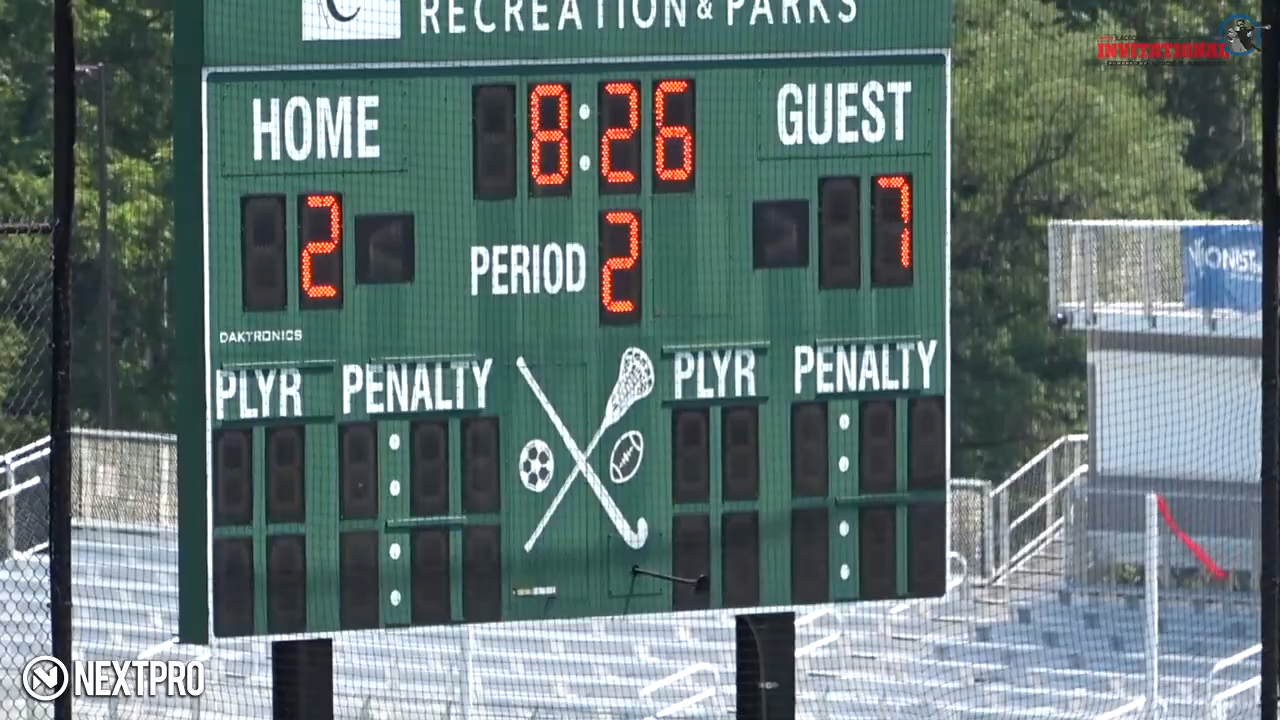 RECREATION & PARKS
INVITATIONAL
HOME 8:26 GUEST
2 PERIOD 2 7
DAKTRONICS
PLYR PENALTY PLYR PENALTY
NEXTPRO